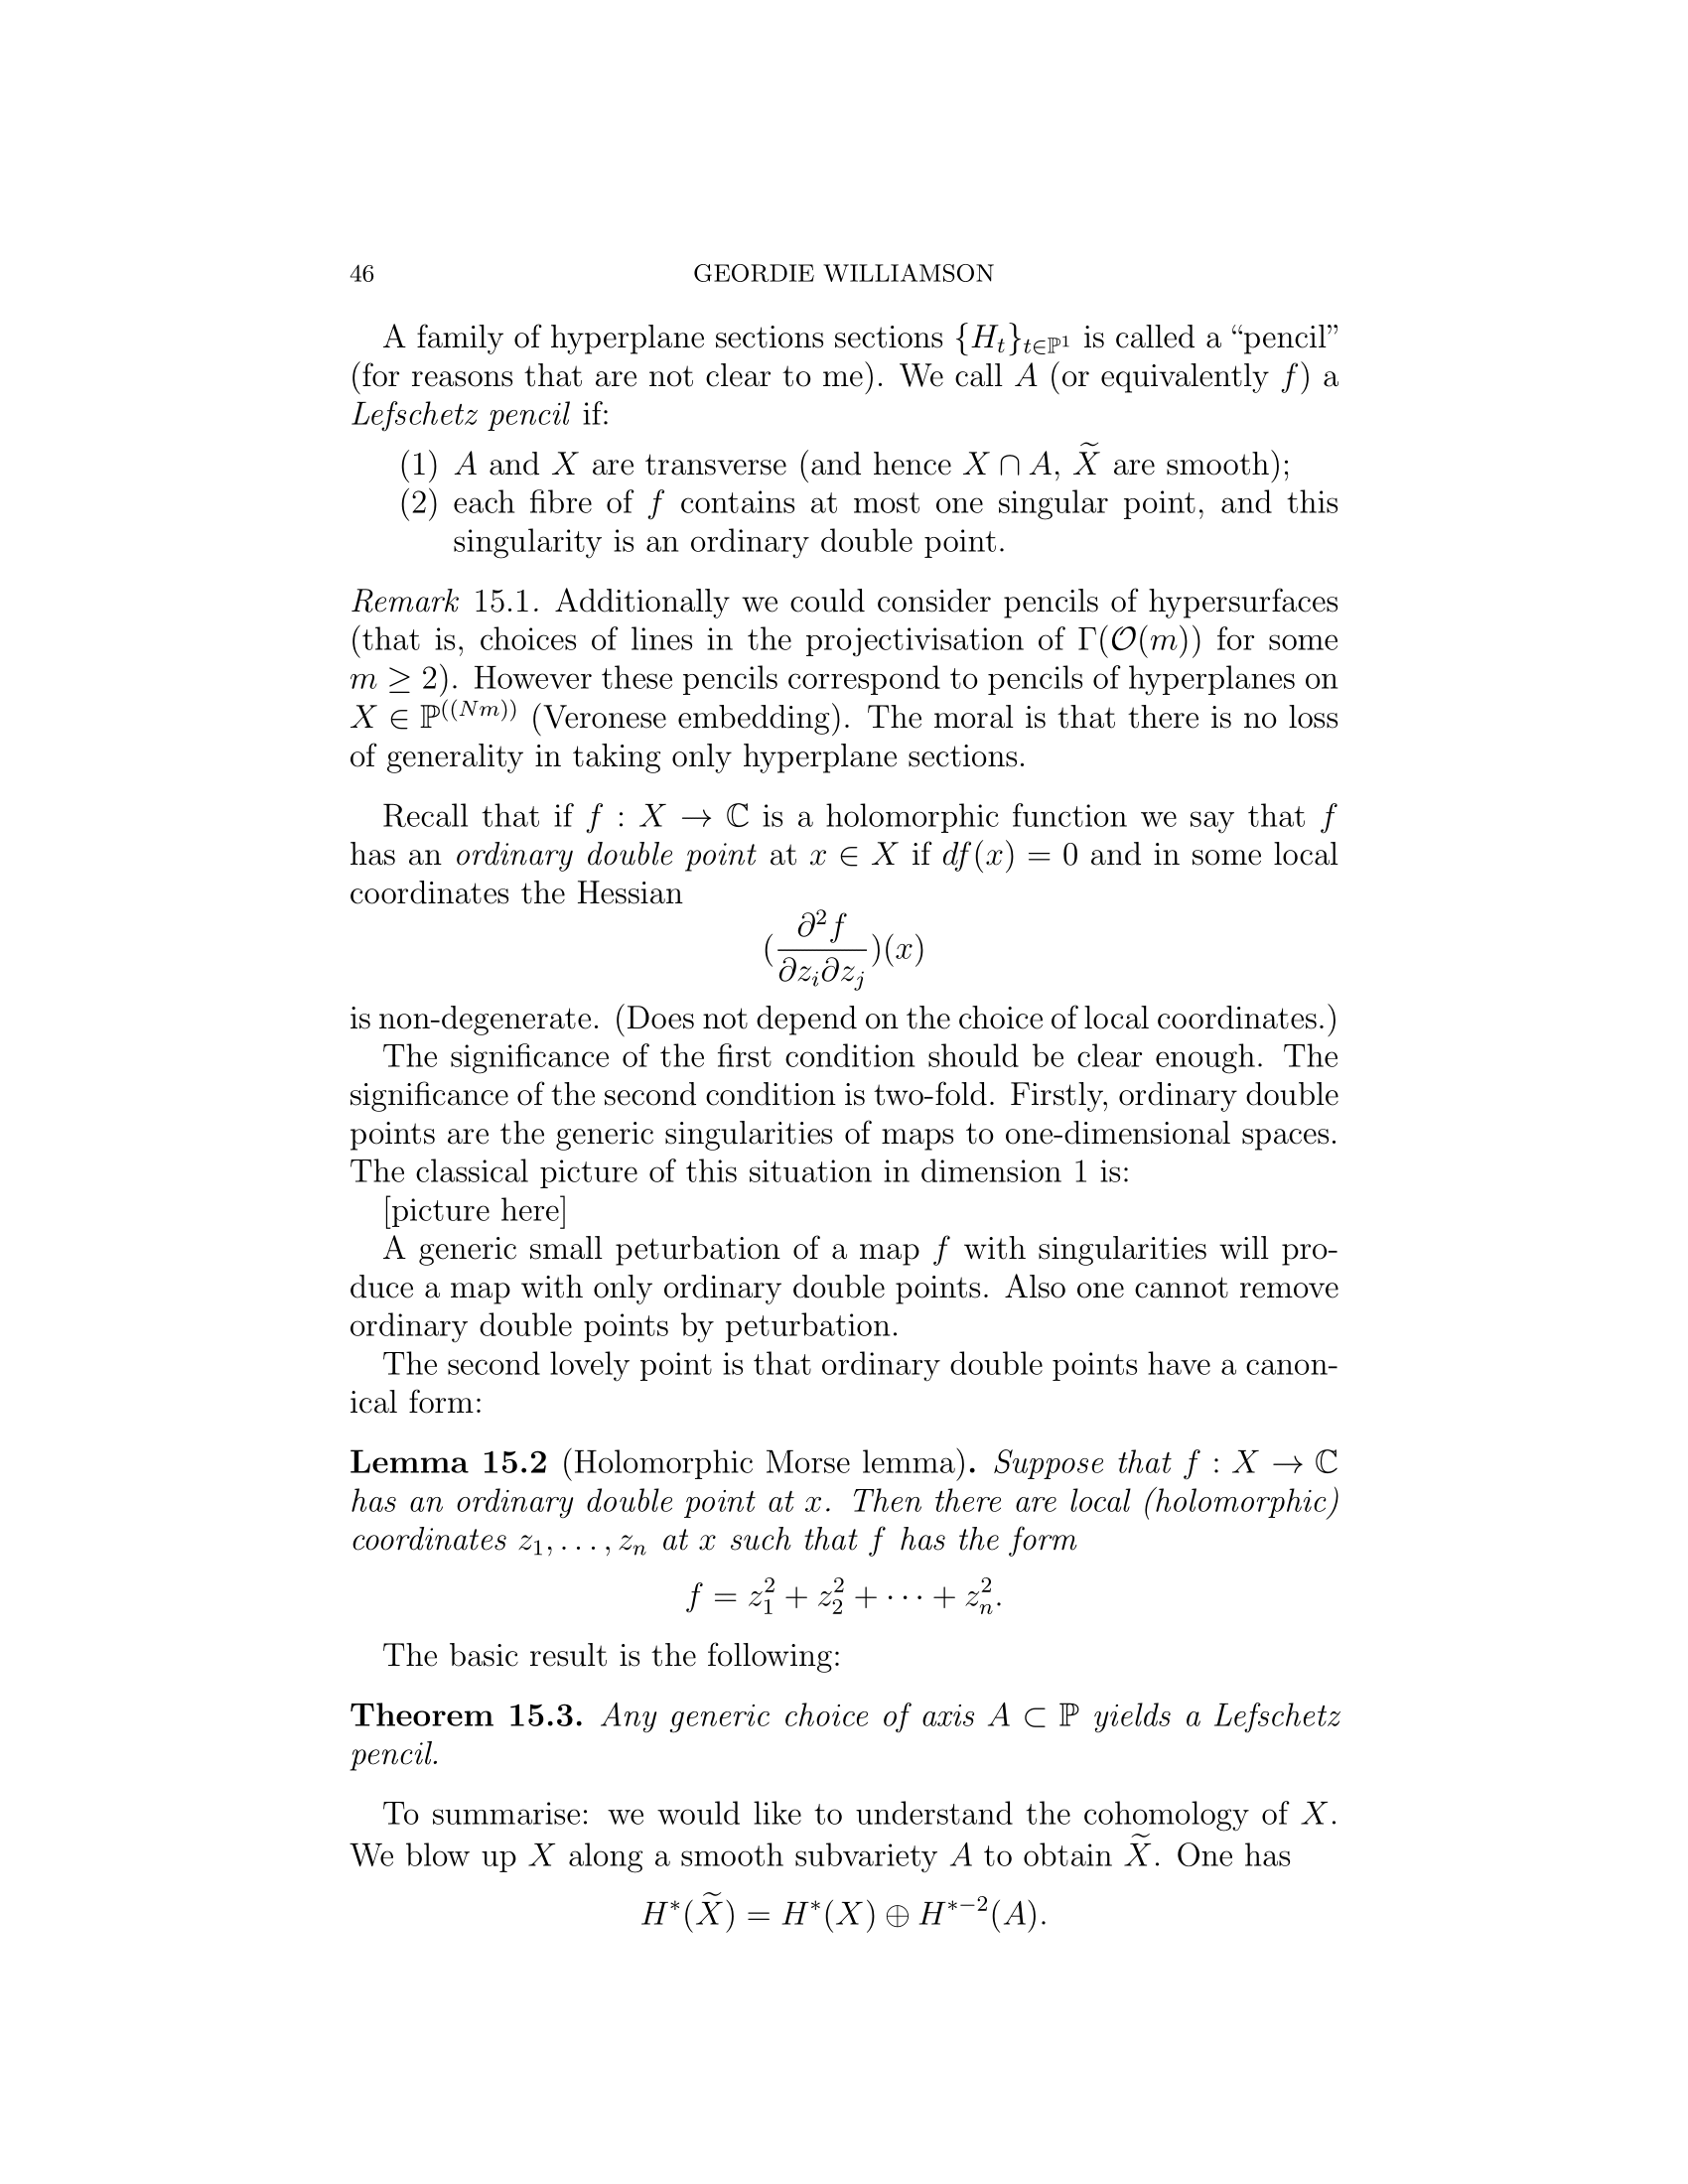 46 GEORDIE WILLIAMSON
A family of hyperplane sections sections $\{H_t\}_{t\in\mathbb{P}^1}$ is called a “pencil”
(for reasons that are not clear to me). We call $A$ (or equivalently $f$) a
Lefschetz pencil if:
(1) $A$ and $X$ are transverse (and hence $X \cap A$, $\widetilde{X}$ are smooth);
(2) each fibre of $f$ contains at most one singular point, and this
singularity is an ordinary double point.
Remark 15.1. Additionally we could consider pencils of hypersurfaces
(that is, choices of lines in the projectivisation of $\Gamma(\mathcal{O}(m))$ for some
$m \geq 2$). However these pencils correspond to pencils of hyperplanes on
$X \in \mathbb{P}^{((Nm))}$ (Veronese embedding). The moral is that there is no loss
of generality in taking only hyperplane sections.
Recall that if $f : X \to \mathbb{C}$ is a holomorphic function we say that $f$
has an ordinary double point at $x \in X$ if $df(x) = 0$ and in some local
coordinates the Hessian
$(\frac{\partial^2 f}{\partial z_i \partial z_j})(x)$
is non-degenerate. (Does not depend on the choice of local coordinates.)
The significance of the first condition should be clear enough. The
significance of the second condition is two-fold. Firstly, ordinary double
points are the generic singularities of maps to one-dimensional spaces.
The classical picture of this situation in dimension 1 is:
[picture here]
A generic small peturbation of a map $f$ with singularities will pro-
duce a map with only ordinary double points. Also one cannot remove
ordinary double points by peturbation.
The second lovely point is that ordinary double points have a canon-
ical form:
Lemma 15.2 (Holomorphic Morse lemma). Suppose that $f : X \to \mathbb{C}$
has an ordinary double point at $x$. Then there are local (holomorphic)
coordinates $z_1, \ldots, z_n$ at $x$ such that $f$ has the form
$f = z_1^2 + z_2^2 + \cdots + z_n^2.$
The basic result is the following:
Theorem 15.3. Any generic choice of axis $A \subset \mathbb{P}$ yields a Lefschetz
pencil.
To summarise: we would like to understand the cohomology of $X$.
We blow up $X$ along a smooth subvariety $A$ to obtain $\widetilde{X}$. One has
$H^*(\widetilde{X}) = H^*(X) \oplus H^{*-2}(A).$